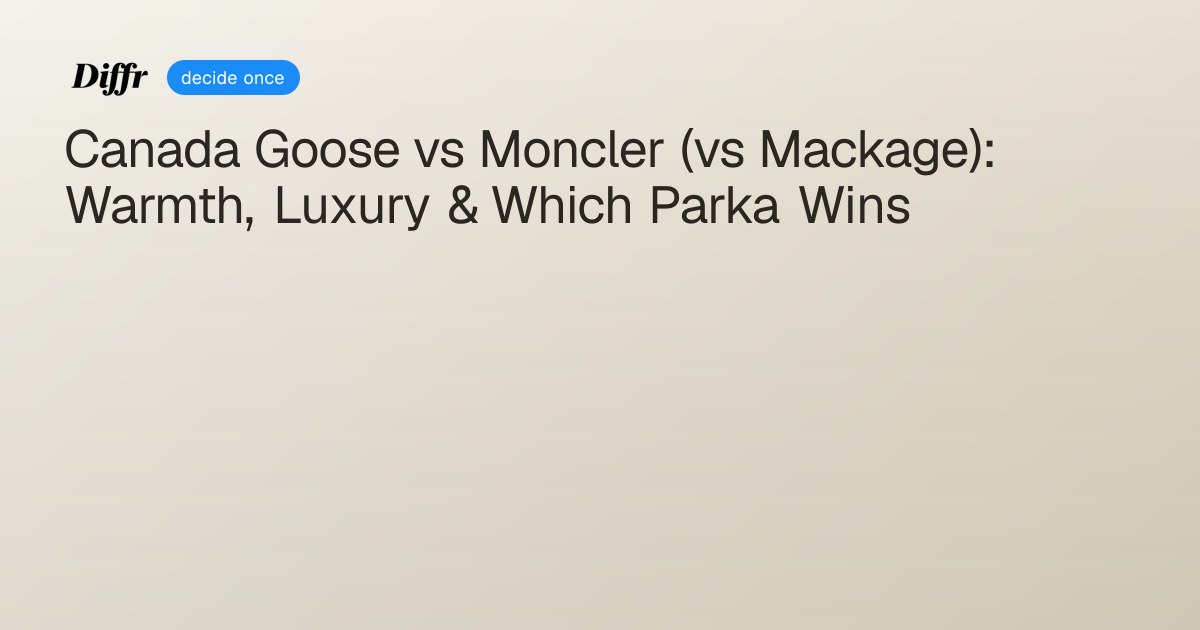 Diffr decide once
Canada Goose vs Moncler (vs Mackage):
Warmth, Luxury & Which Parka Wins